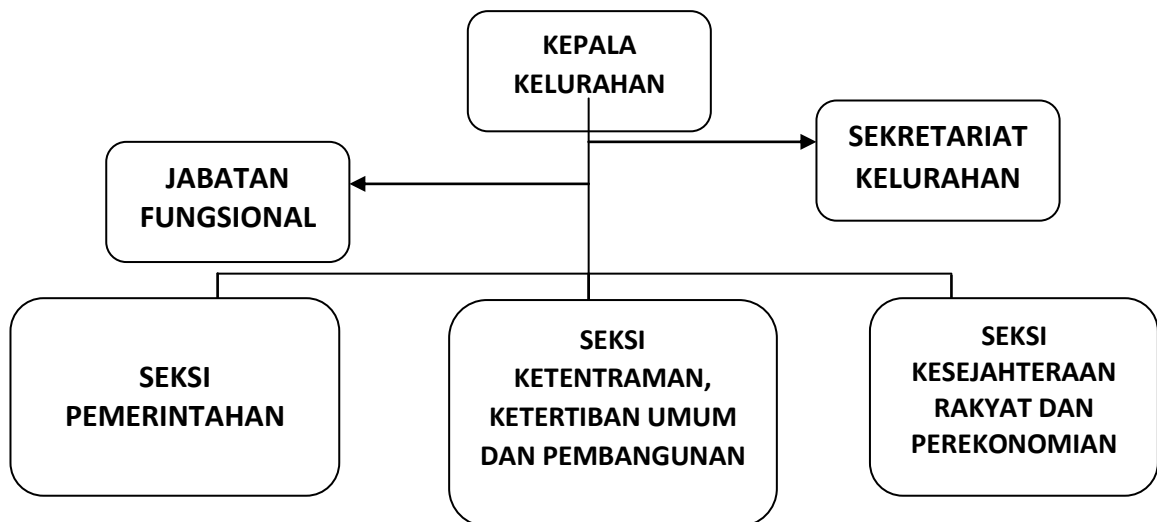 KEPALA
KELURAHAN
SEKRETARIAT
KELURAHAN
JABATAN
FUNGSIONAL
SEKSI
PEMERINTAHAN
SEKSI
KETENTRAMAN,
KETERTIBAN UMUM
DAN PEMBANGUNAN
SEKSI
KESEJAHTERAAN
RAKYAT DAN
PEREKONOMIAN